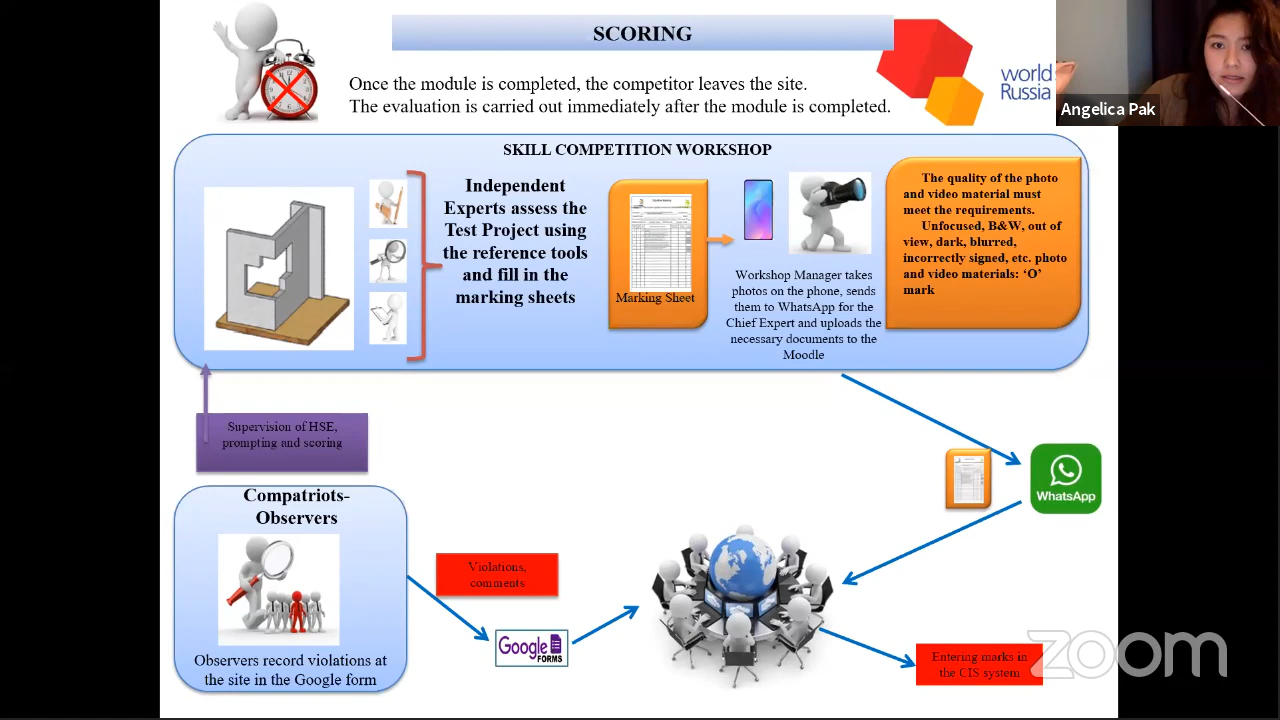 SCORING
Once the module is completed, the competitor leaves the site.
The evaluation is carried out immediately after the module is completed.
world
Russia
Angelica Pak
SKILL COMPETITION WORKSHOP
Independent
Experts assess the
Test Project using
the reference tools
and fill in the
marking sheets
Marking Sheet
Workshop Manager takes
photos on the phone, sends
them to WhatsApp for the
Chief Expert and uploads the
necessary documents to the
Moodle
The quality of the photo
and video material must
meet the requirements.
Unfocused, B&W, out of
view, dark, blurred,
incorrectly signed, etc. photo
and video materials: ‘O’
mark
Supervision of HSE,
prompting and scoring
WhatsApp
Compatriots-
Observers
Observers record violations at
the site in the Google form
Violations,
comments
Google
FORMS
Entering marks in
the CIS system
zoom